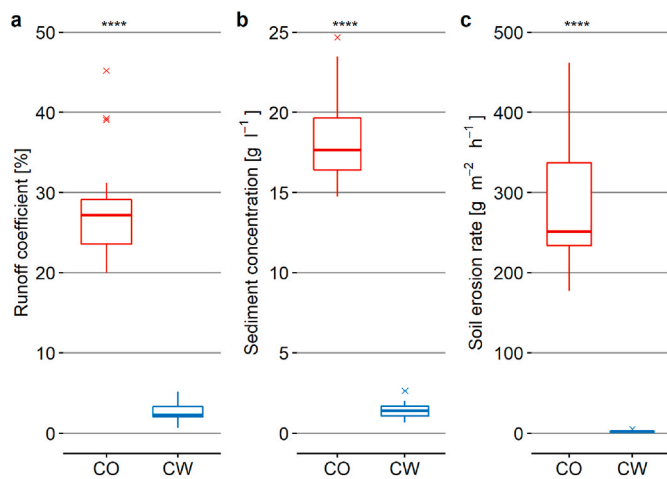 a
****
50
40
30
20
10
0
Runoff coefficient [%]
CO
CW
b
****
25
20
15
10
5
0
Sediment concentration [g l⁻¹]
CO
CW
c
****
500
400
300
200
100
0
Soil erosion rate [g m⁻² h⁻¹]
CO
CW